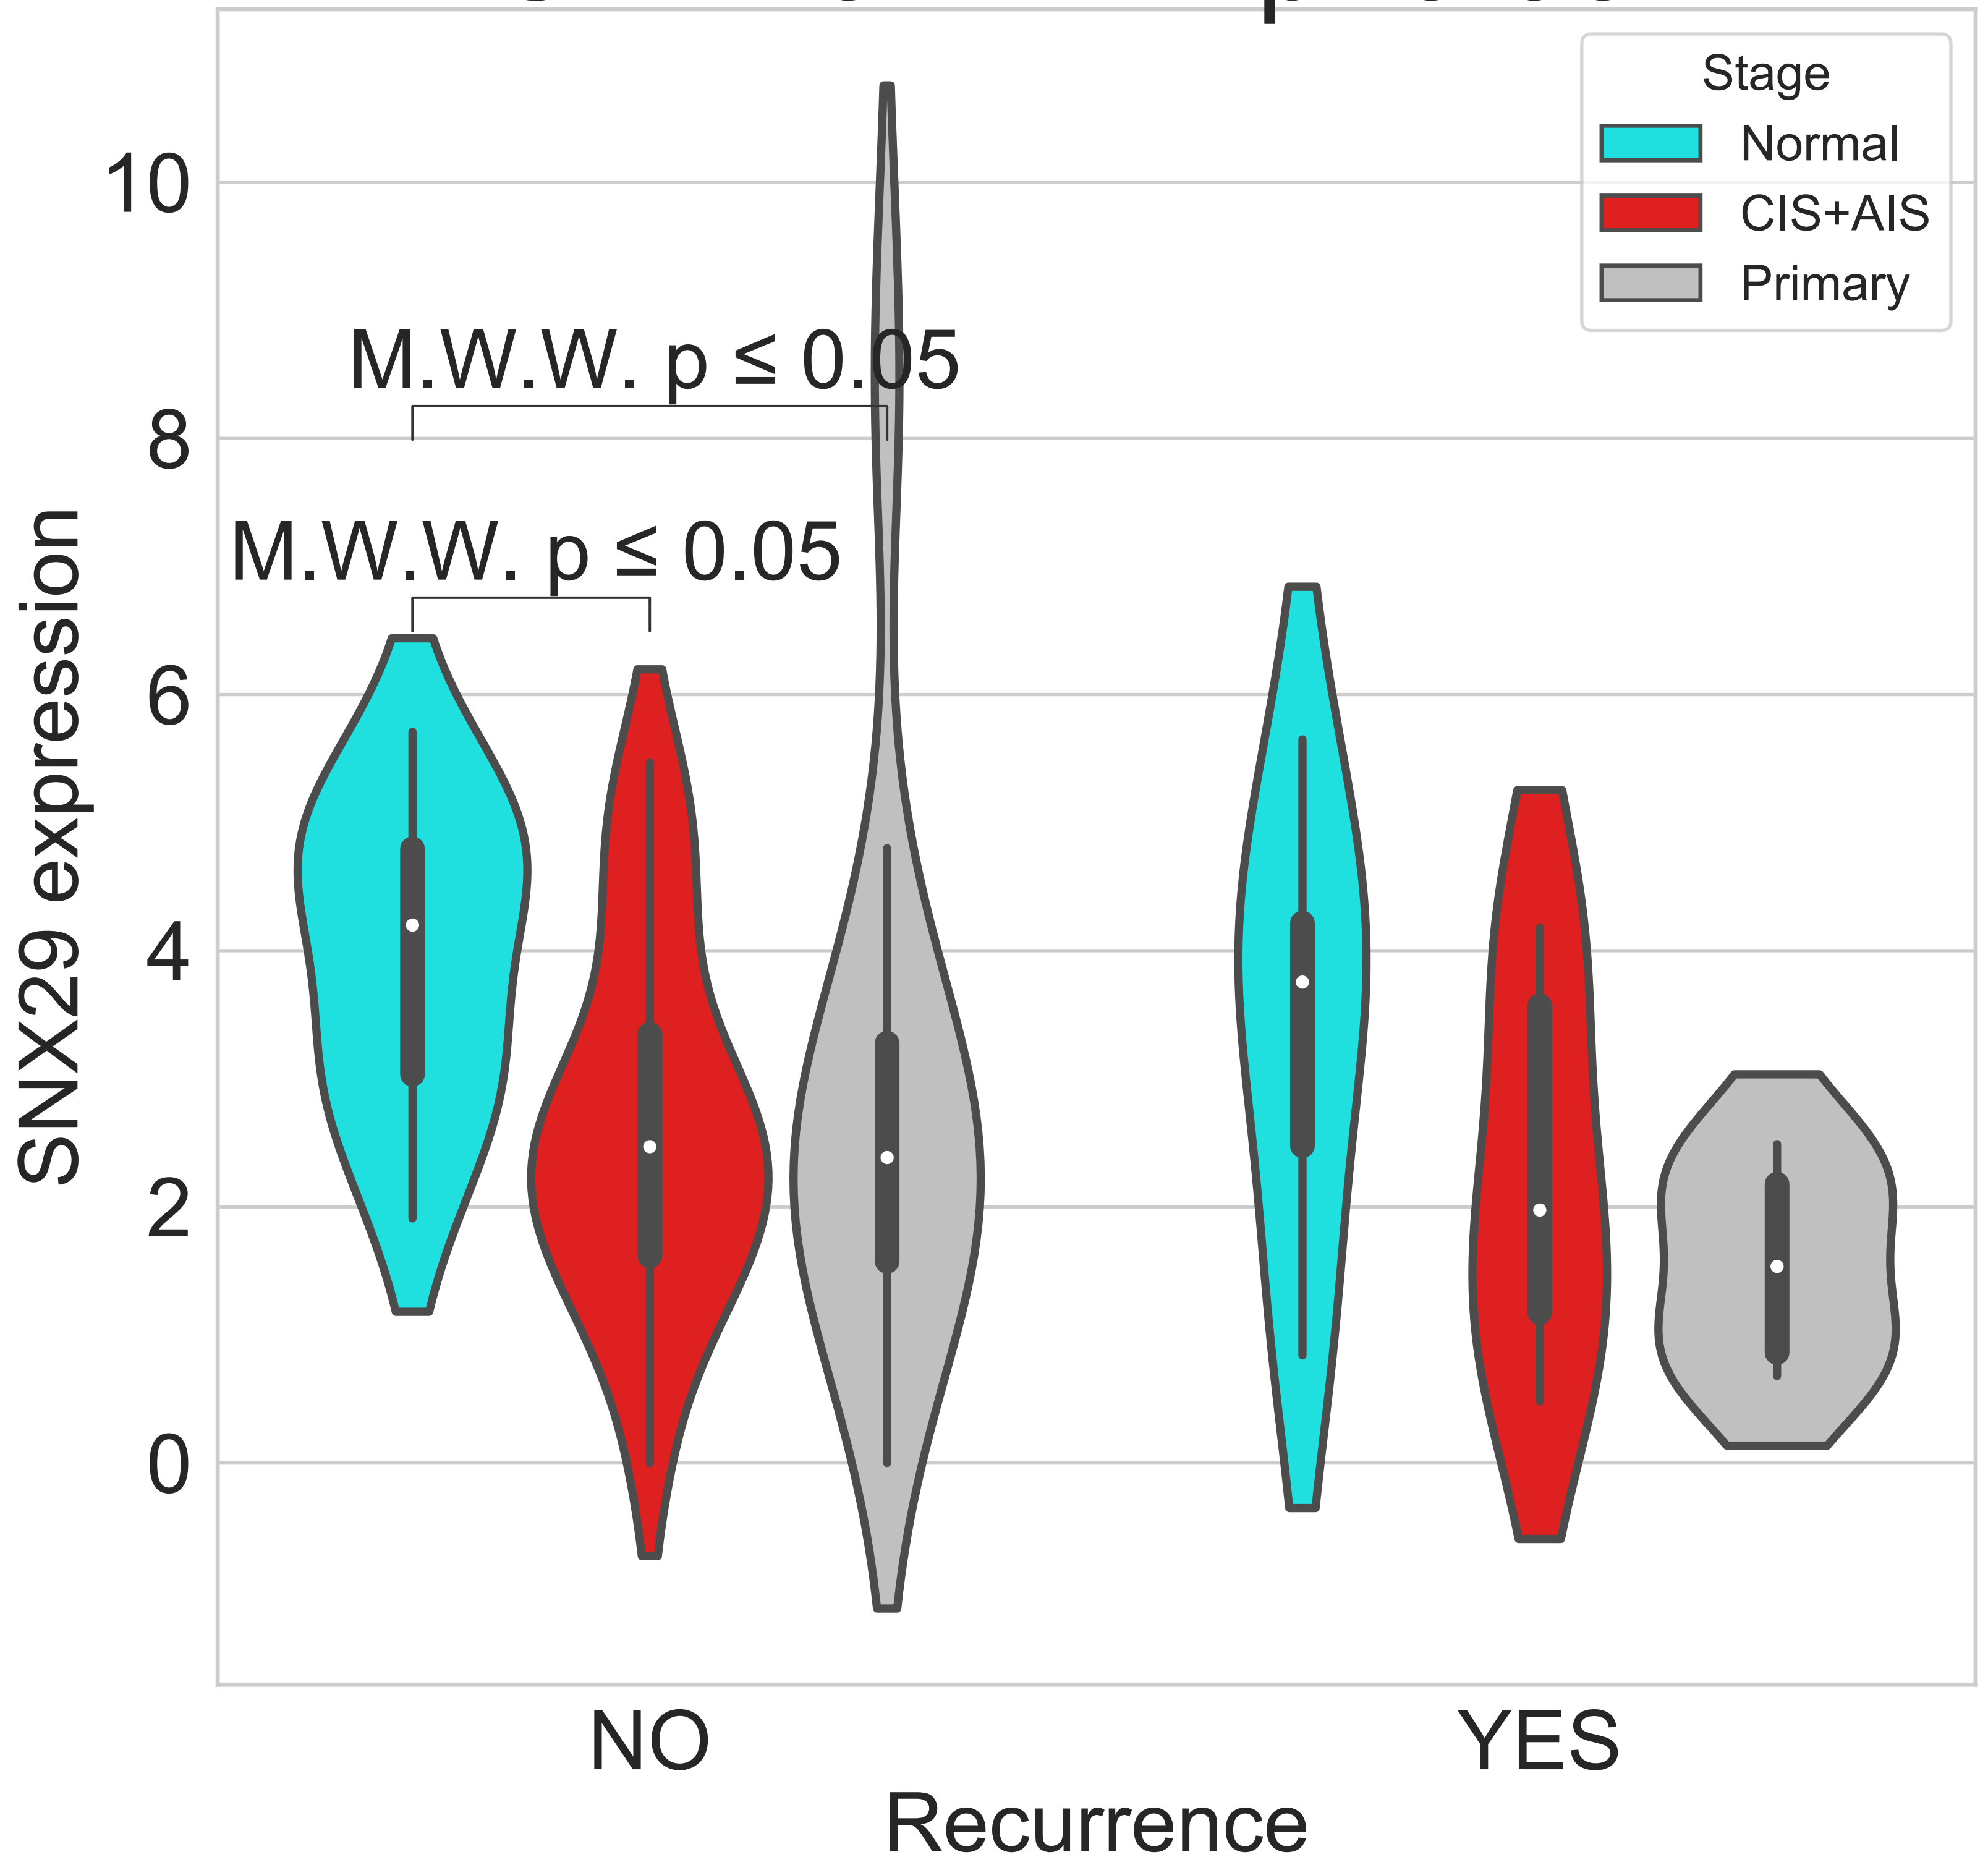 Stage
Normal
CIS+AIS
Primary
10
8
6
4
2
0
SNX29 expression
M.W.W. p ≤ 0.05
M.W.W. p ≤ 0.05
NO
YES
Recurrence